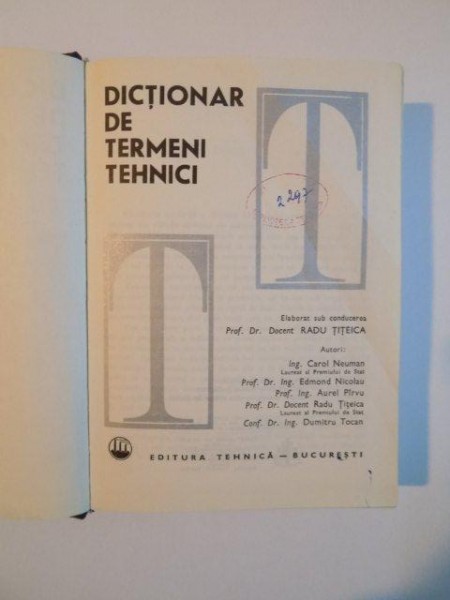 DICȚIONAR
DE
TERMENI
TEHNICI
T
2297
T
Elaborat sub conducerea
Prof. Dr. Docent RADU ȚIȚEICA
Autori:
Ing. Carol Neuman
Laureat al Premiului de Stat
Prof. Dr. Ing. Edmond Nicolau
Prof. Ing. Aurel Pîrvu
Prof. Dr. Docent Radu Țițeica
Laureat al Premiului de Stat
Conf. Dr. Ing. Dumitru Tocan
EDITURA TEHNICĂ — BUCUREȘTI